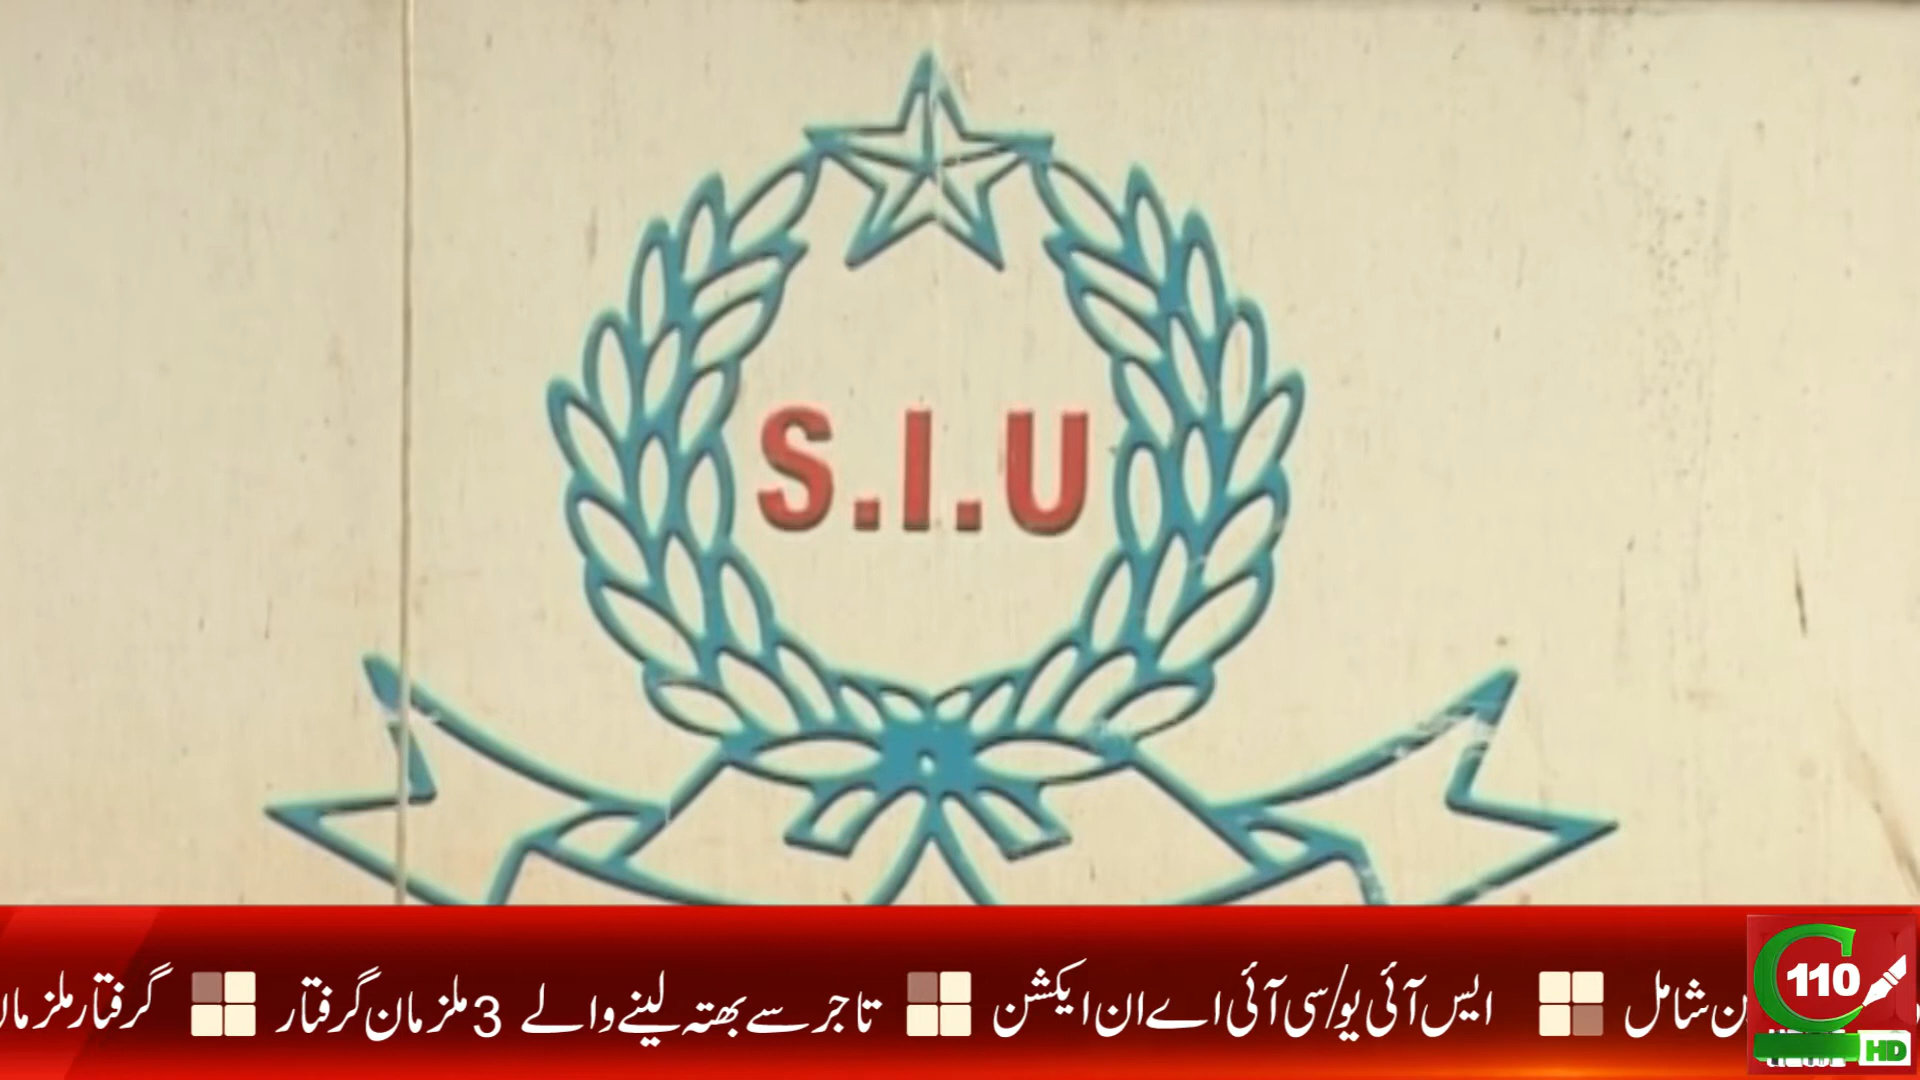 S.I.U
شامل ایس آئی یو/سی آئی اے ان ایکشن تاجر سے بھتہ لینے والے 3 ملزمان گرفتار گرفتار ملزمان
110
HD